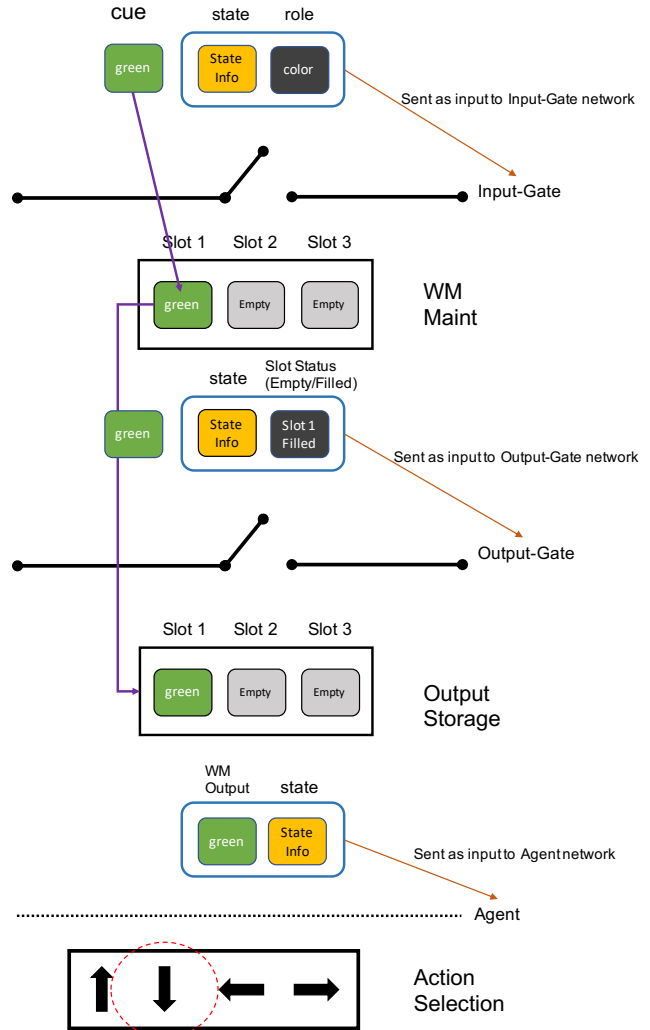 cue
state
role
green
State
Info
color
Sent as input to Input-Gate network
Input-Gate
Slot 1
Slot 2
Slot 3
green
Empty
Empty
WM
Maint
state
Slot Status
(Empty/Filled)
green
State
Info
Slot 1
Filled
Sent as input to Output-Gate network
Output-Gate
Slot 1
Slot 2
Slot 3
green
Empty
Empty
Output
Storage
WM
Output
state
green
State
Info
Sent as input to Agent network
Agent
Action
Selection